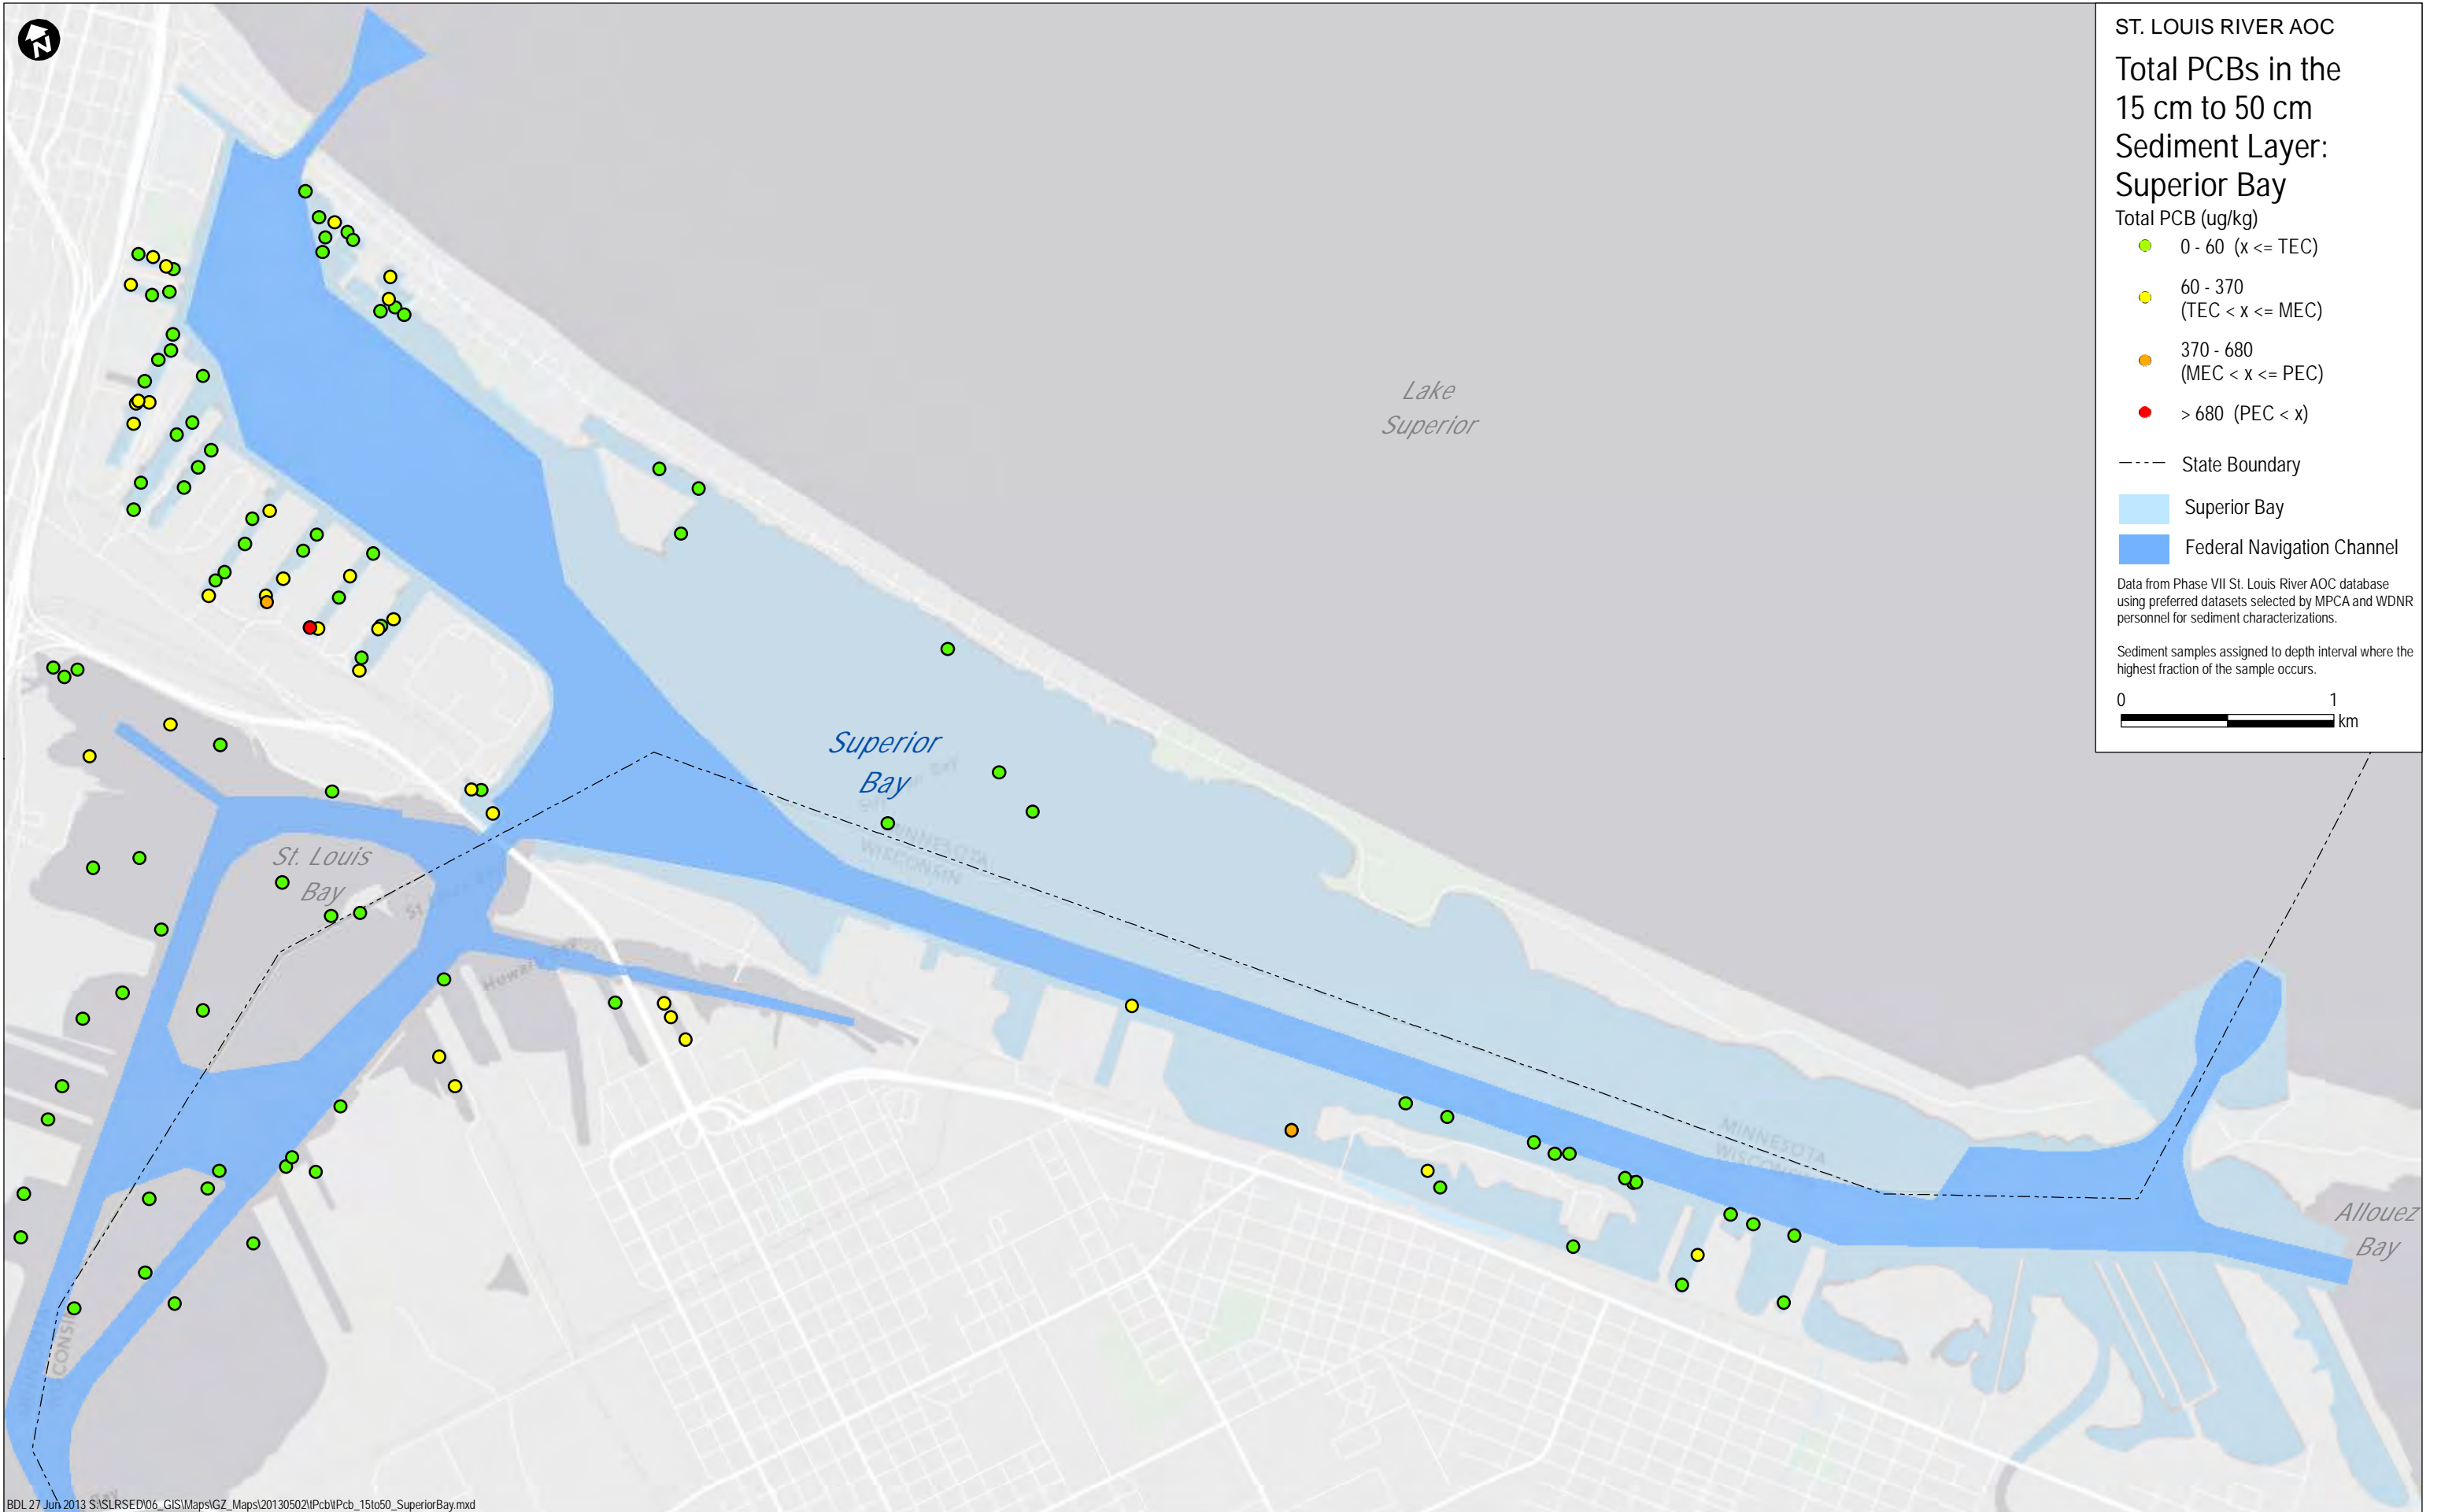 N
ST. LOUIS RIVER AOC
Total PCBs in the
15 cm to 50 cm
Sediment Layer:
Superior Bay
Total PCB (ug/kg)
0 - 60 (x <= TEC)
60 - 370
(TEC < x <= MEC)
370 - 680
(MEC < x <= PEC)
> 680 (PEC < x)
State Boundary
Superior Bay
Federal Navigation Channel
Data from Phase VII St. Louis River AOC database
using preferred datasets selected by MPCA and WDNR
personnel for sediment characterizations.
Sediment samples assigned to depth interval where the
highest fraction of the sample occurs.
0 1
km
Lake
Superior
Superior
Bay
MINNESOTA
WISCONSIN
St. Louis
Bay
MINNESOTA
WISCONSIN
Allouez
Bay
MINNESOTA
Bay
BDL 27 Jun 2013 S:\SLRSED\06_GIS\Maps\GZ_Maps\20130502\tPcb\tPcb_15to50_SuperiorBay.mxd